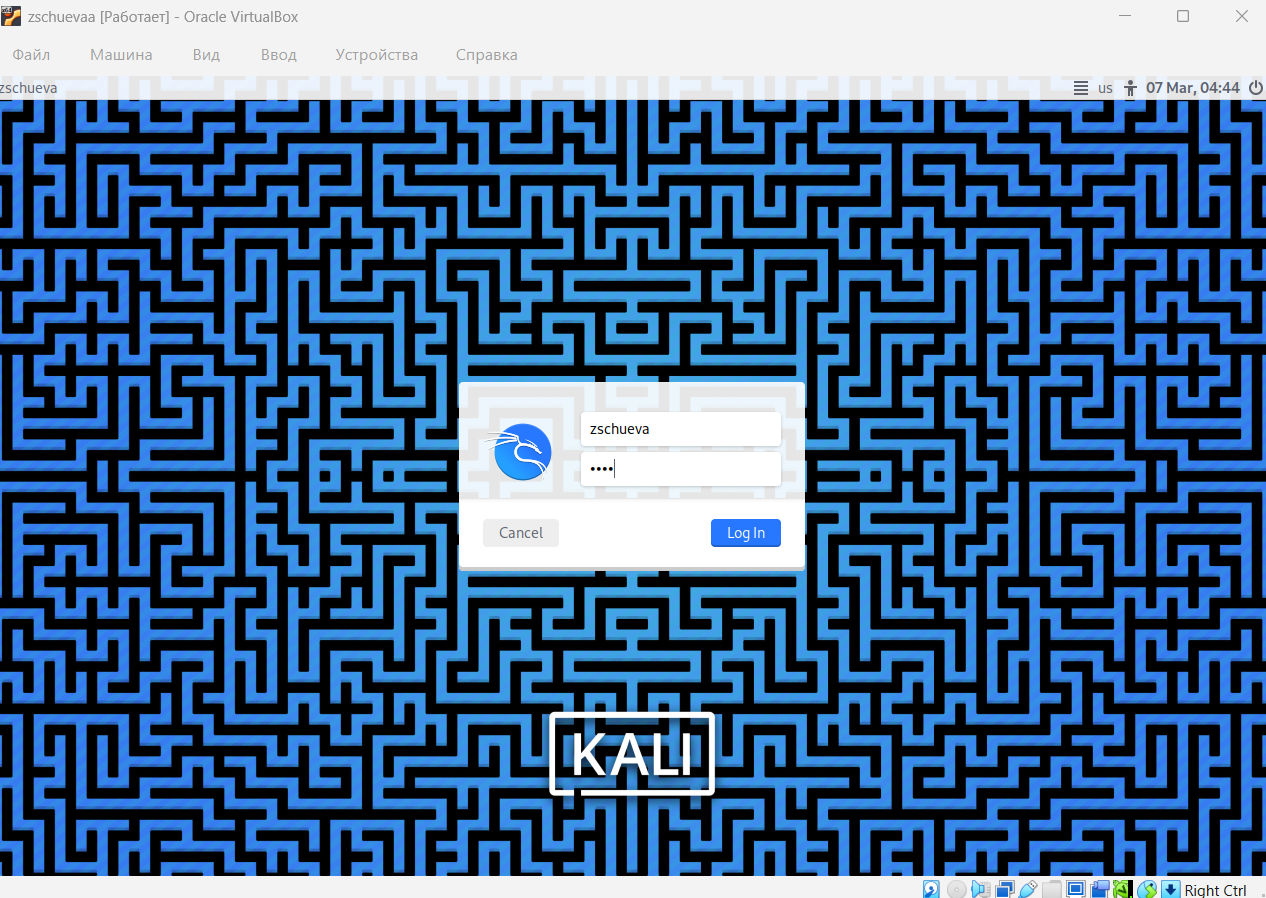 zschuevaa [Работает] - Oracle VirtualBox
Файл Машина Вид Ввод Устройства Справка
zschueva us 07 Mar, 04:44
zschueva
••••
Cancel Log In
KALI
Right Ctrl